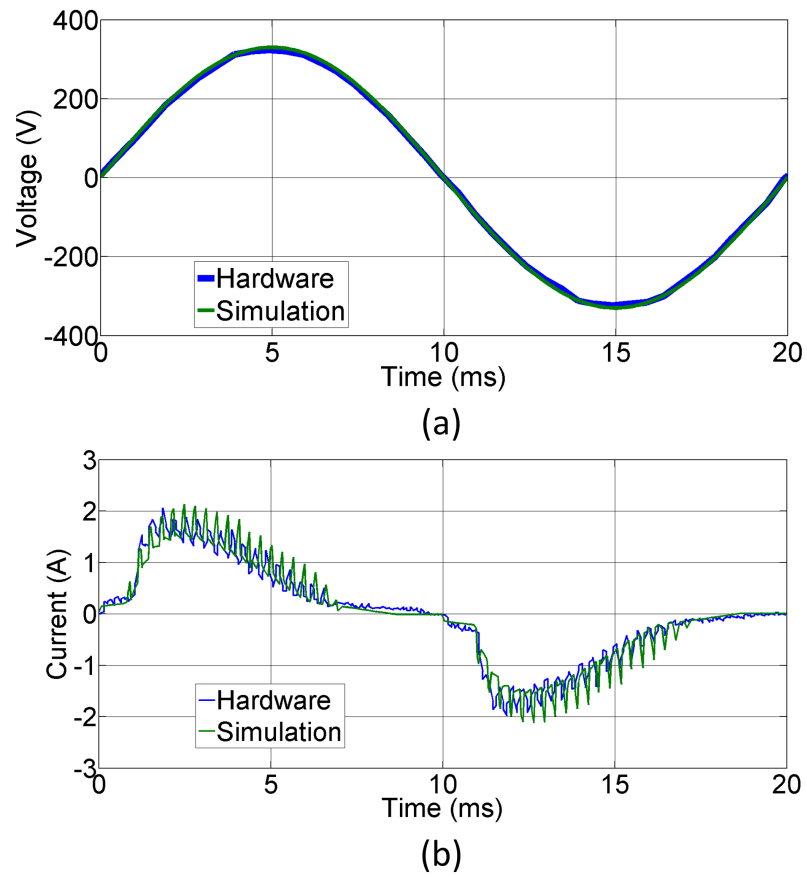 400
200
0
-200
-400
Voltage (V)
Hardware
Simulation
0 5 10 15 20
Time (ms)
(a)
3
2
1
0
-1
-2
-3
Current (A)
Hardware
Simulation
0 5 10 15 20
Time (ms)
(b)